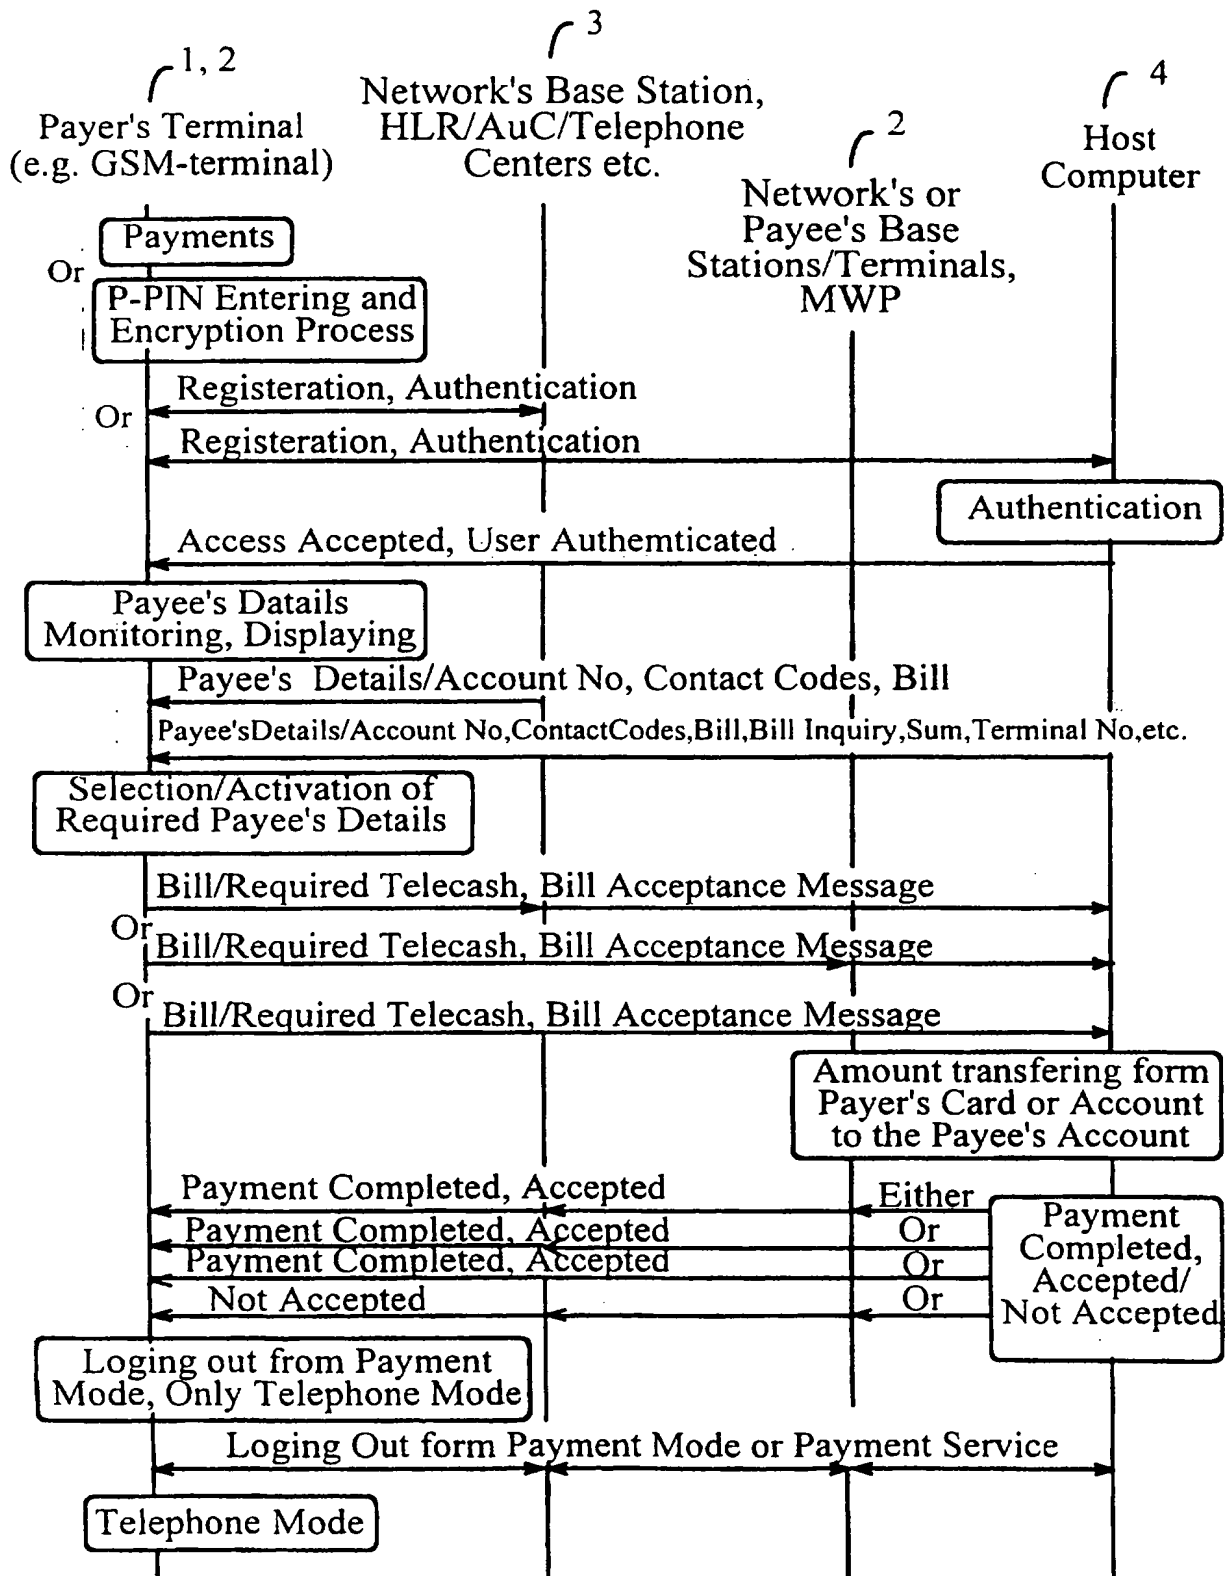 1, 2
3
2
4
Payer's Terminal
(e.g. GSM-terminal)
Network's Base Station,
HLR/AuC/Telephone
Centers etc.
Network's or
Payee's Base
Stations/Terminals,
MWP
Host
Computer
Payments
Or
P-PIN Entering and
Encryption Process
Registeration, Authentication
Or
Registeration, Authentication
Authentication
Access Accepted, User Authemticated
Payee's Datails
Monitoring, Displaying
Payee's Details/Account No, Contact Codes, Bill
Payee'sDetails/Account No,ContactCodes,Bill,Bill Inquiry,Sum,Terminal No,etc.
Selection/Activation of
Required Payee's Details
Bill/Required Telecash, Bill Acceptance Message
Or
Bill/Required Telecash, Bill Acceptance Message
Or
Bill/Required Telecash, Bill Acceptance Message
Amount transfering form
Payer's Card or Account
to the Payee's Account
Payment Completed, Accepted
Either
Payment Completed, Accepted
Or
Payment Completed, Accepted
Or
Not Accepted
Or
Payment
Completed,
Accepted/
Not Accepted
Loging out from Payment
Mode, Only Telephone Mode
Loging Out form Payment Mode or Payment Service
Telephone Mode